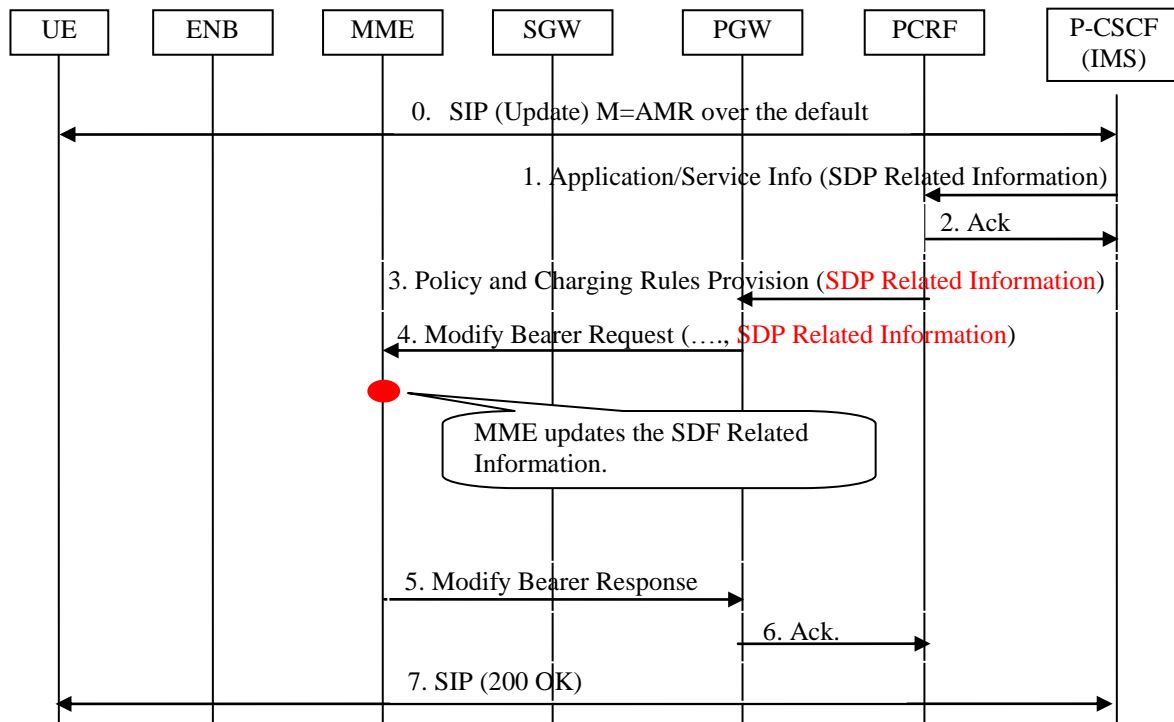 UE
ENB
MME
SGW
PGW
PCRF
P-CSCF
(IMS)
0. SIP (Update) M=AMR over the default
1. Application/Service Info (SDP Related Information)
2. Ack
3. Policy and Charging Rules Provision (SDP Related Information)
4. Modify Bearer Request (…., SDP Related Information)
MME updates the SDF Related
Information.
5. Modify Bearer Response
6. Ack.
7. SIP (200 OK)